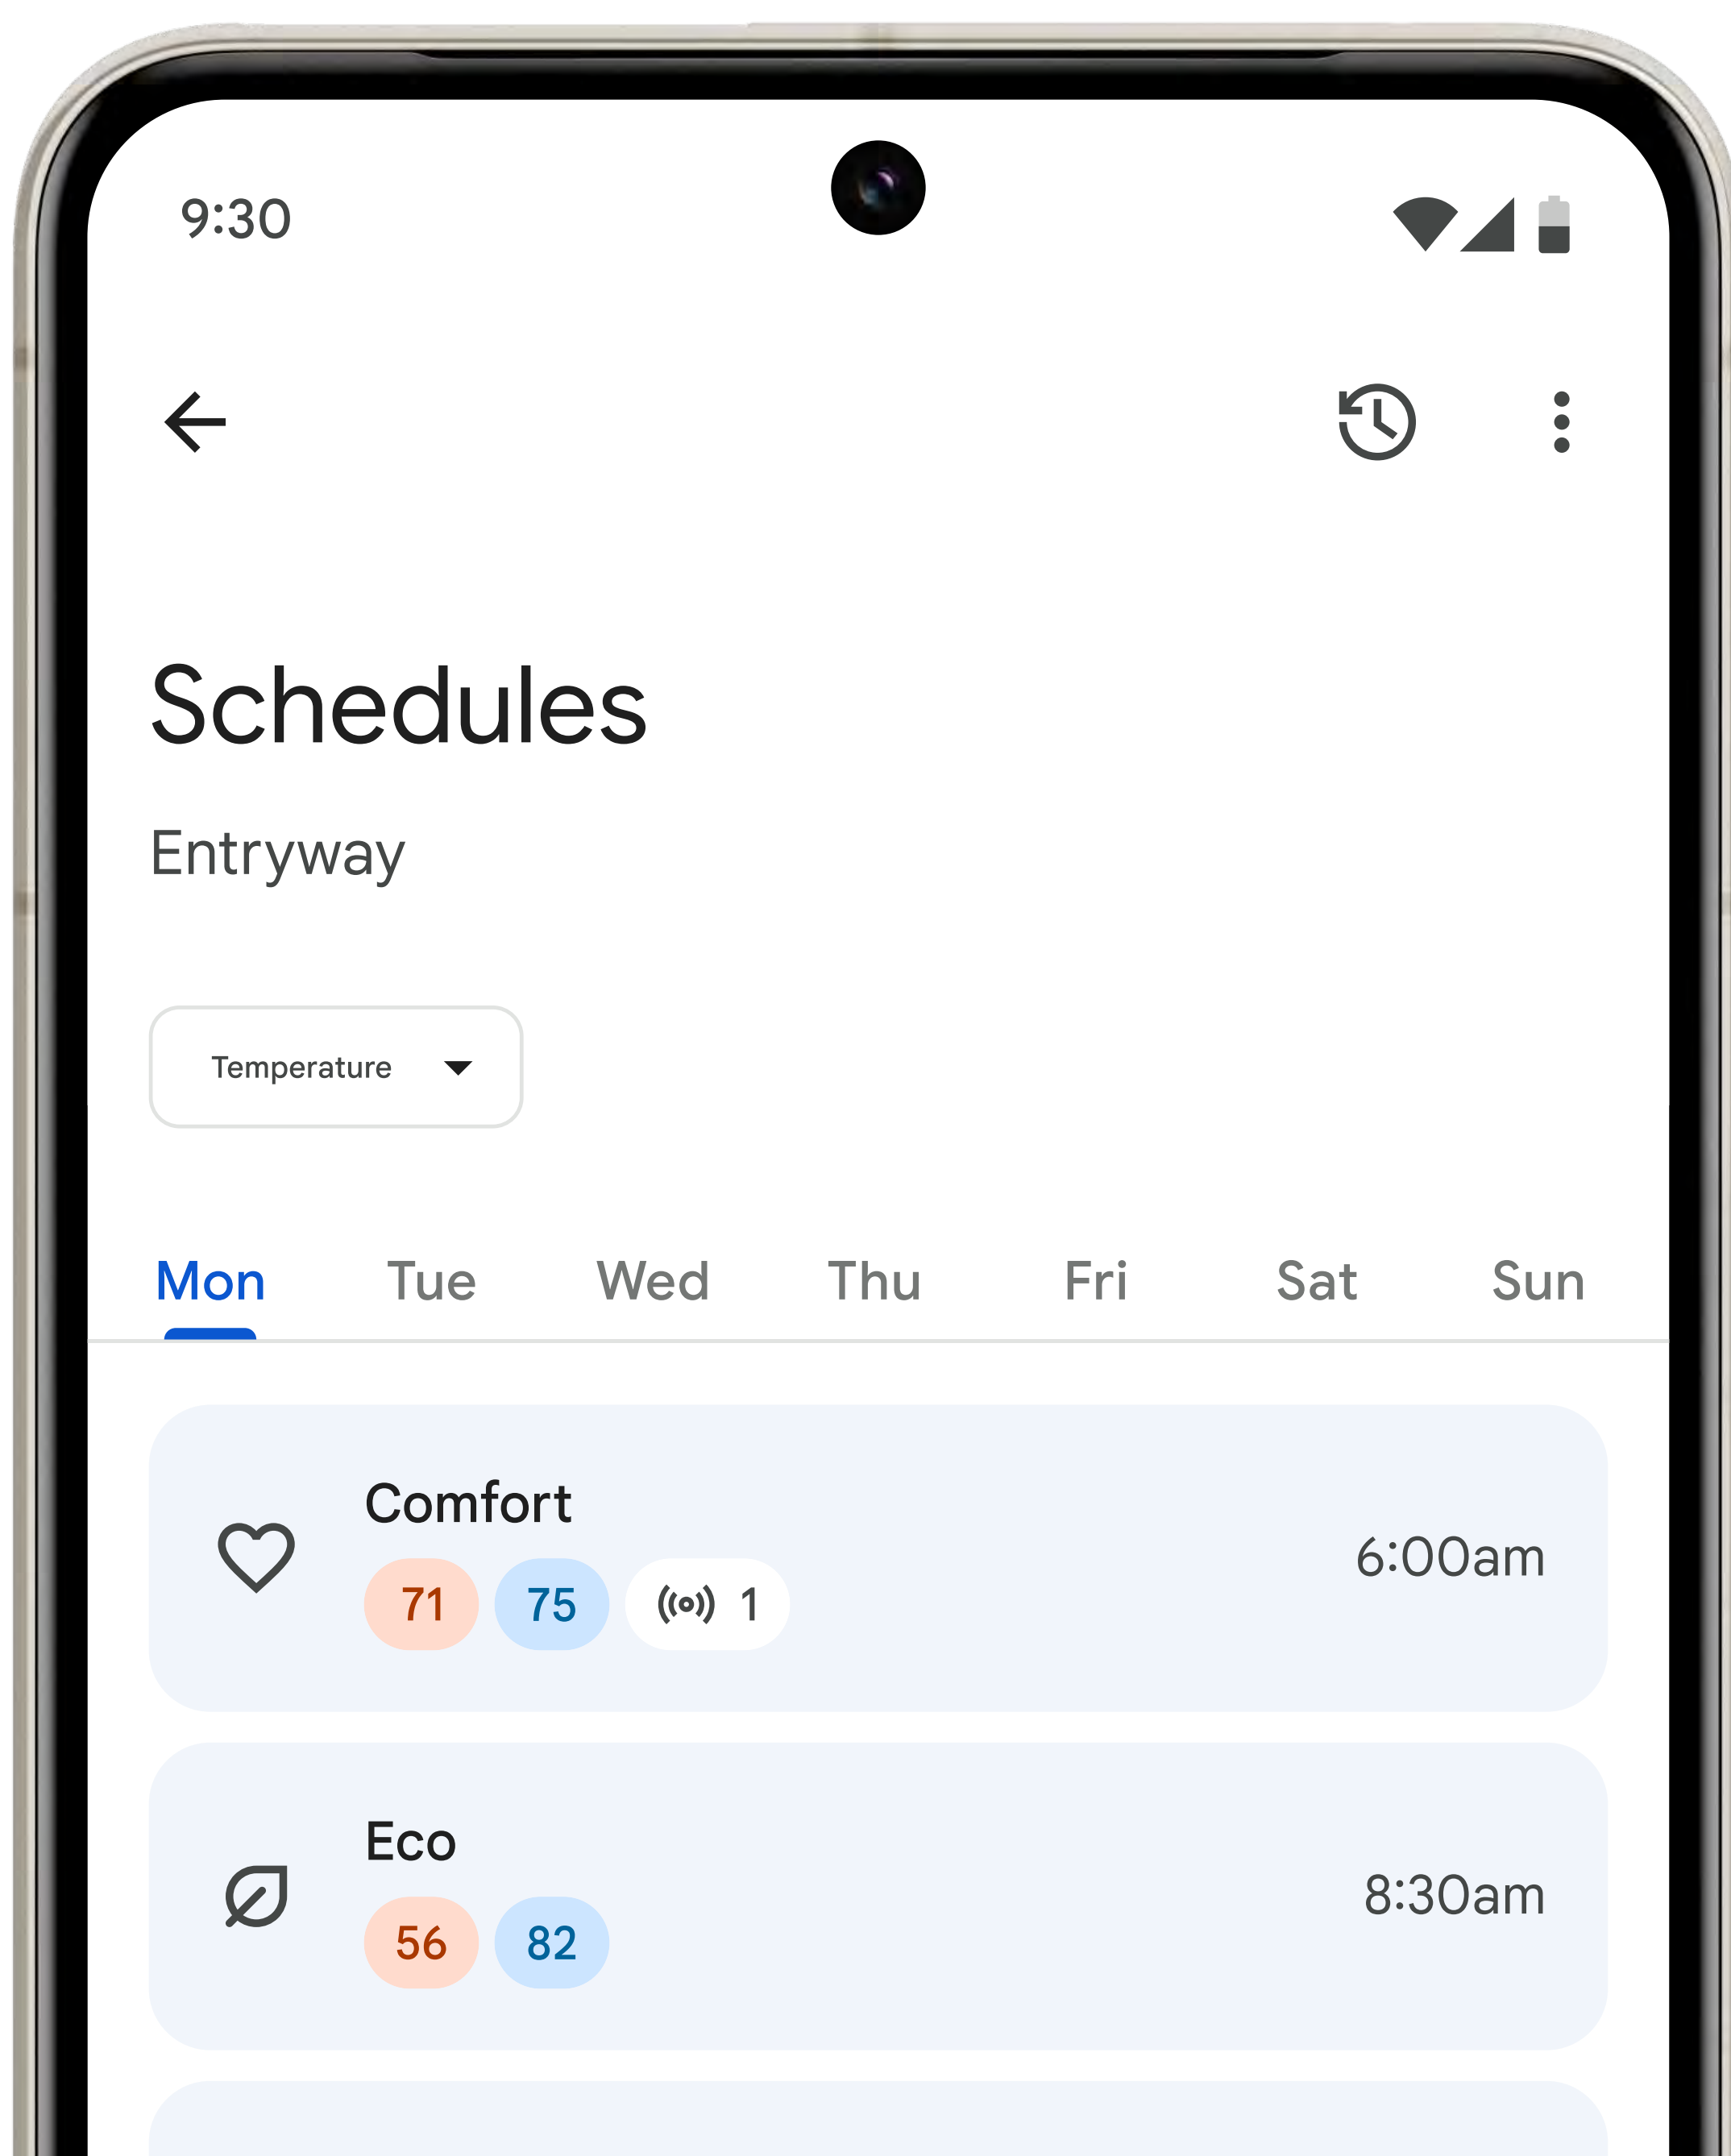 9:30
Schedules
Entryway
Temperature
Mon Tue Wed Thu Fri Sat Sun
Comfort
71 75 1
6:00am
Eco
56 82
8:30am